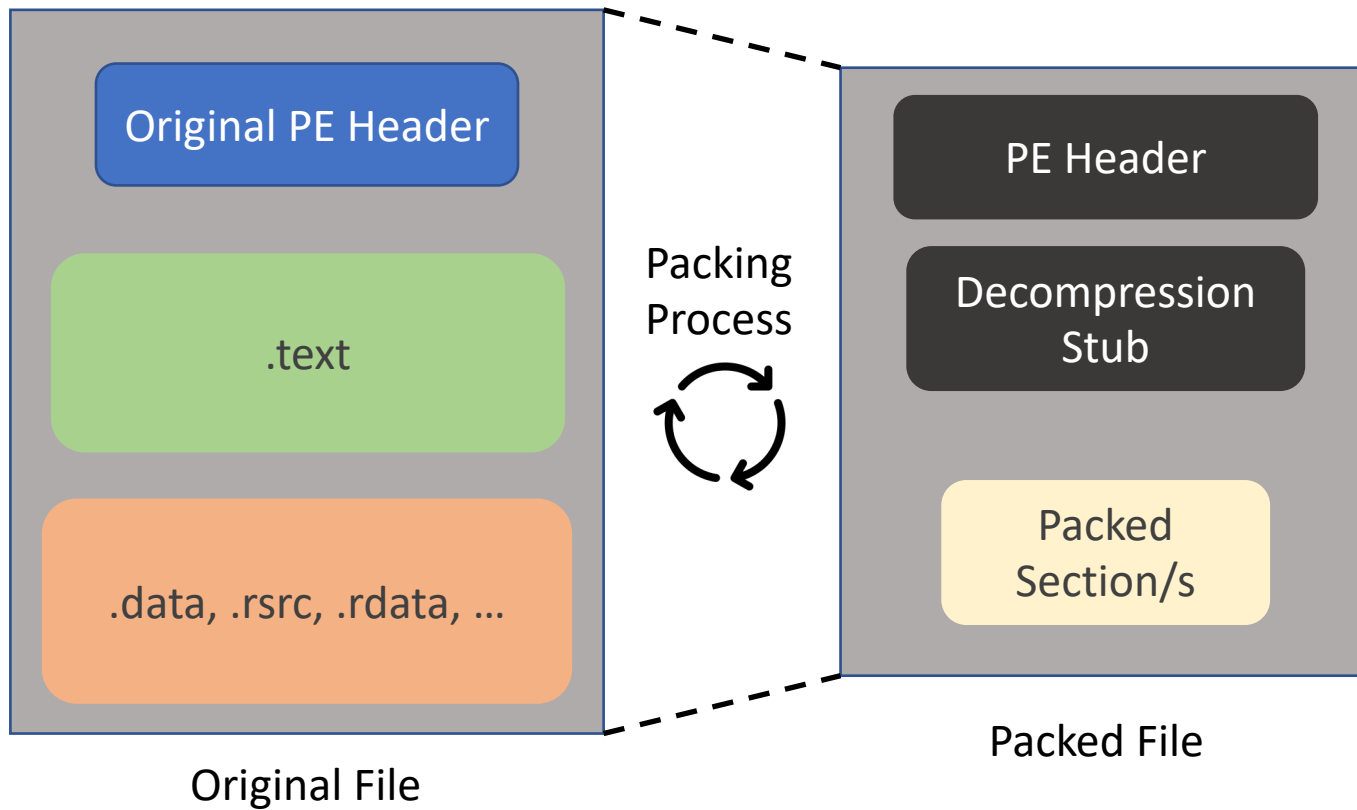 Original PE Header
.text
.data, .rsrc, .rdata, ...
Original File
Packing
Process
PE Header
Decompression
Stub
Packed
Section/s
Packed File